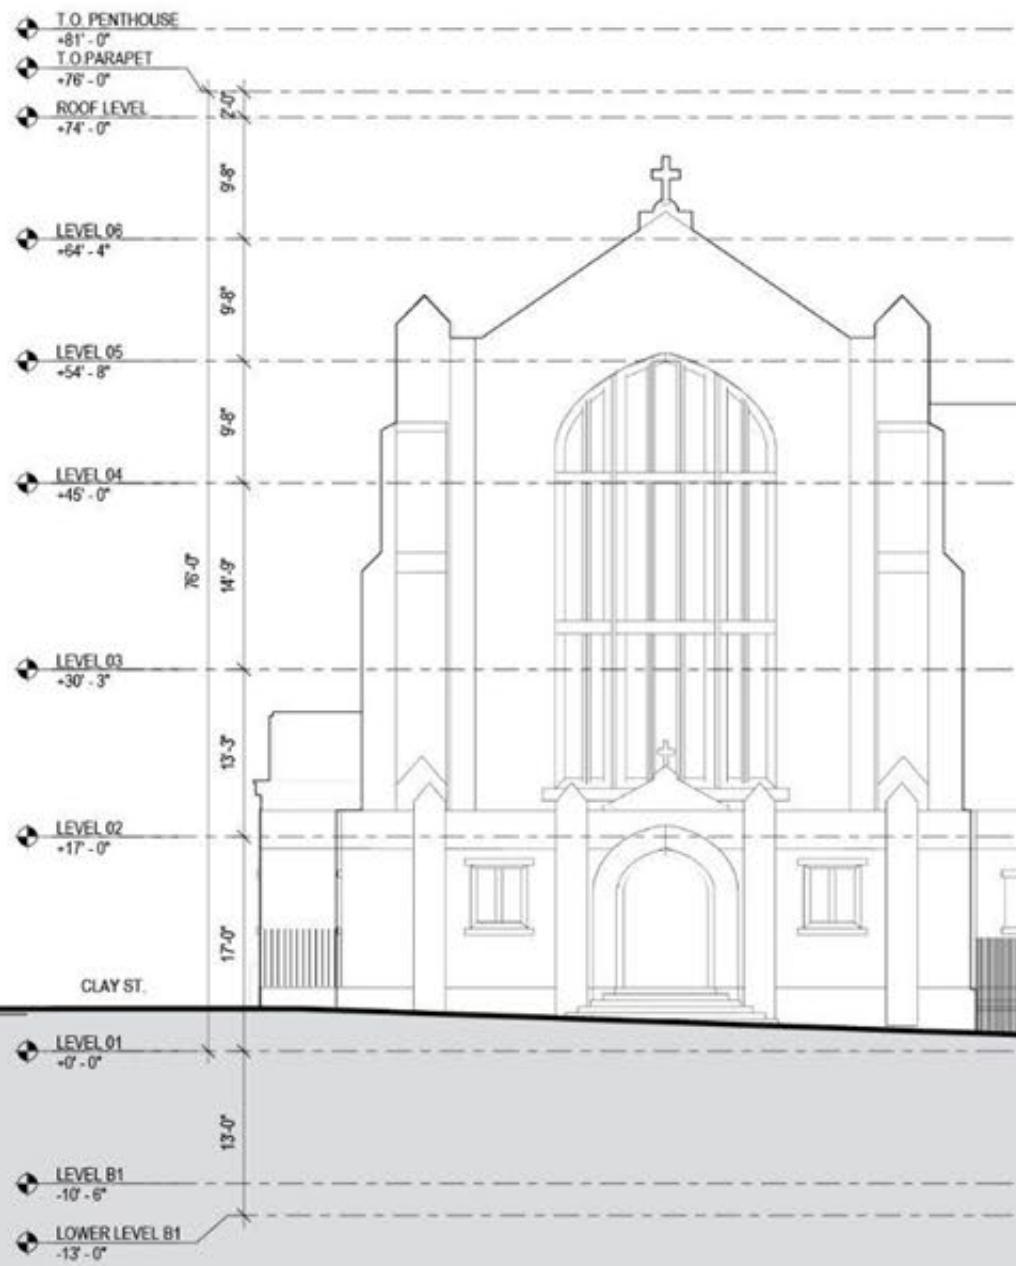 T.O. PENTHOUSE
+81' - 0"
T.O.PARAPET
+76' - 0"
ROOF LEVEL
+74' - 0"
2'-0"
9'-8"
LEVEL 06
+64' - 4"
9'-8"
LEVEL 05
+54' - 8"
9'-8"
LEVEL 04
+45' - 0"
76'-0"
14'-9"
LEVEL 03
+30' - 3"
13'-3"
LEVEL 02
+17' - 0"
17'-0"
CLAY ST.
LEVEL 01
+0' - 0"
13'-0"
LEVEL B1
-10' - 6"
LOWER LEVEL B1
-13' - 0"